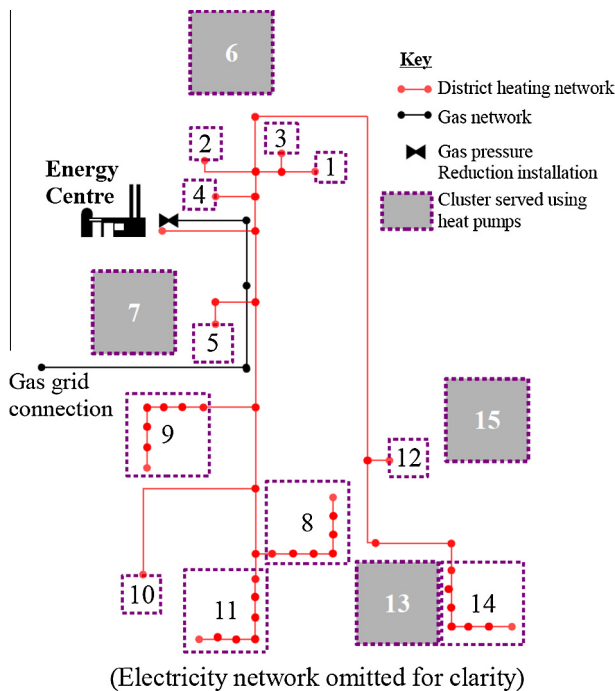 6
Key
District heating network
Gas network
Gas pressure
Reduction installation
Cluster served using
heat pumps
2
3
1
4
Energy
Centre
7
5
Gas grid
connection
9
15
12
8
10
11
13
14
(Electricity network omitted for clarity)